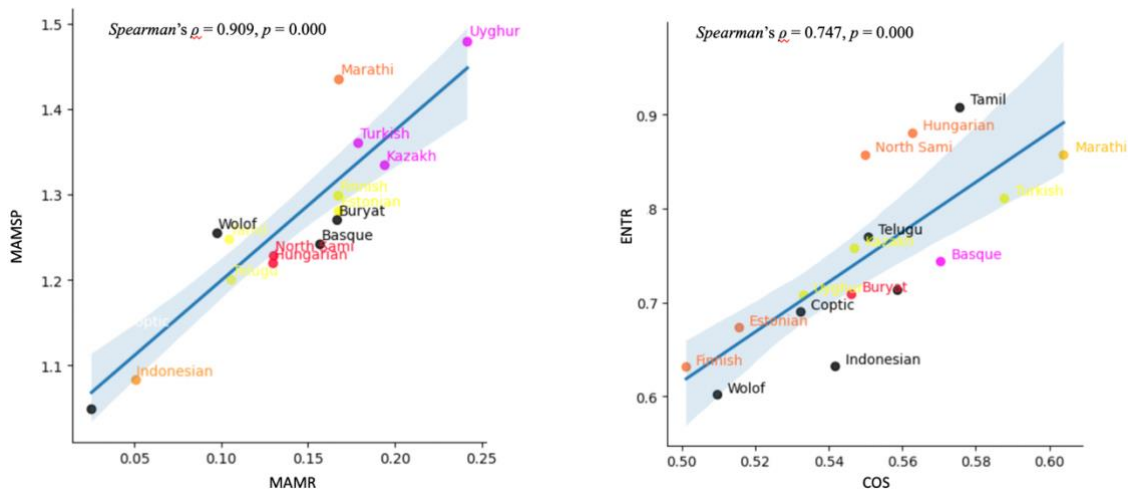 Spearman's ρ = 0.909, p = 0.000
1.5
1.4
1.3
1.2
1.1
MAMSP
Uyghur
Marathi
Turkish
Kazakh
Estonian
Buryat
Wolof
Basque
North Sami
Hungarian
Indonesian
0.05 0.10 0.15 0.20 0.25
MAMR
Spearman's ρ = 0.747, p = 0.000
0.9
8
0.7
0.6
ENTR
Tamil
Hungarian
North Sami
Marathi
Turkish
Telugu
Basque
Buryat
Coptic
Estonian
Indonesian
Finnish
Wolof
0.50 0.52 0.54 0.56 0.58 0.60
COS